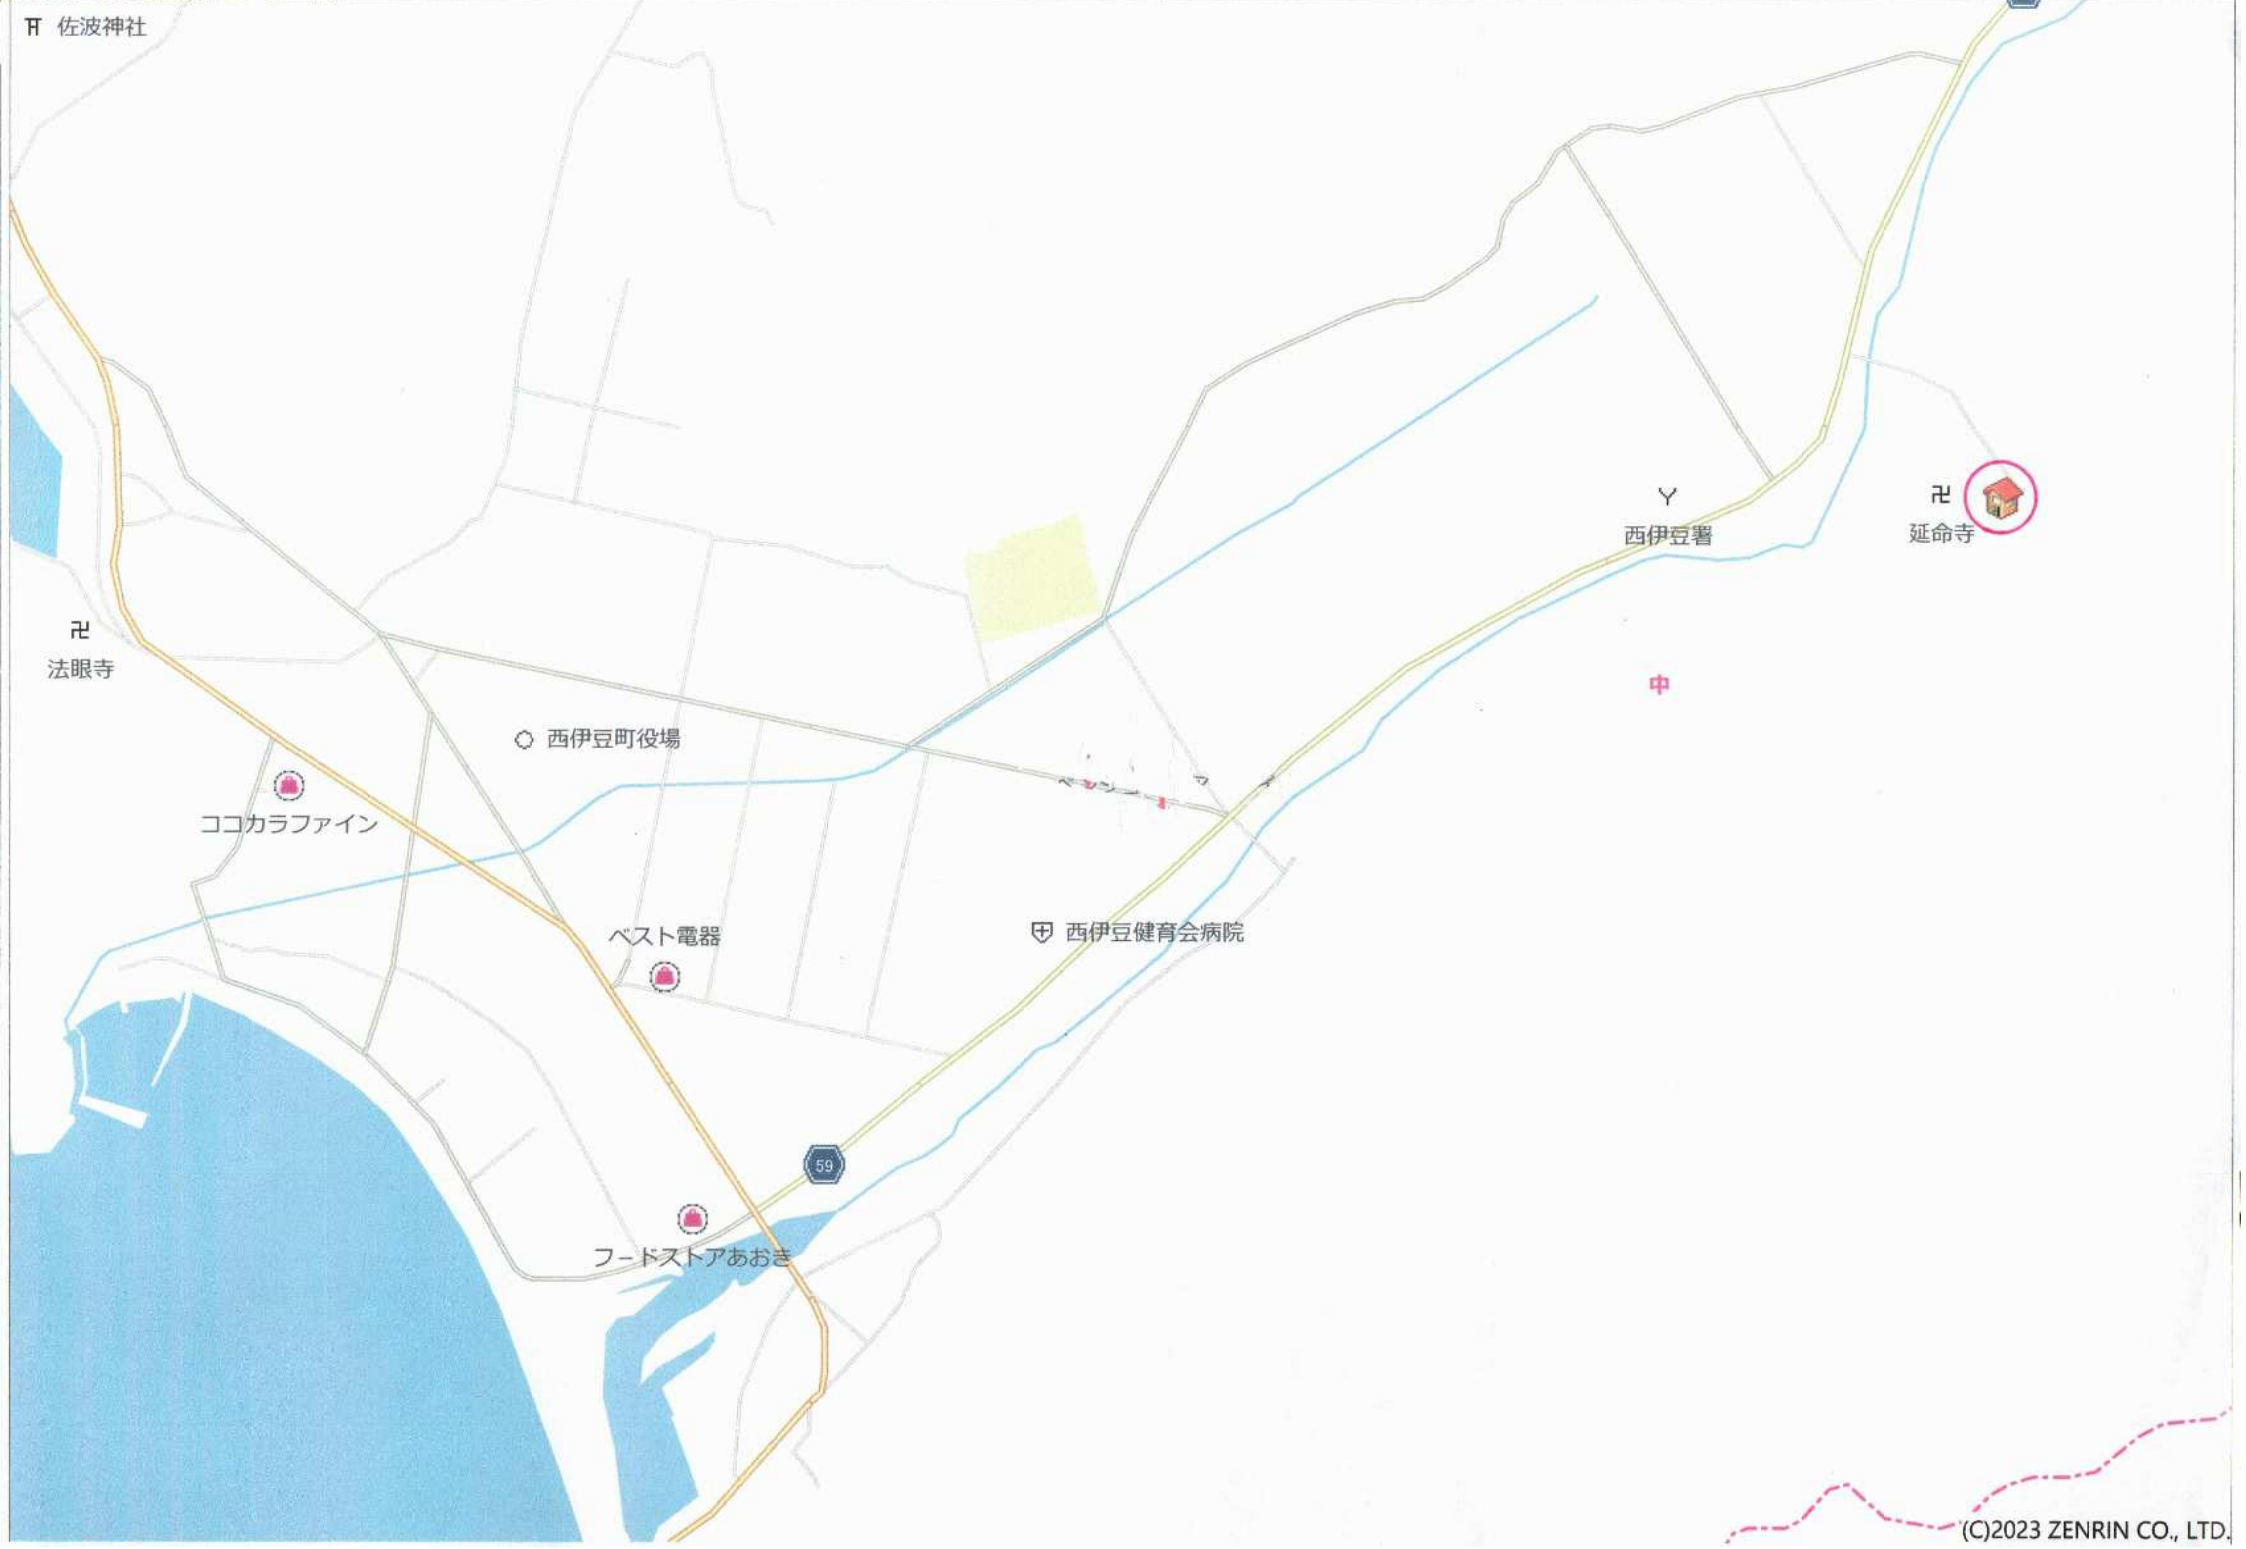 佐波神社
西伊豆署
延命寺
法眼寺
中
西伊豆町役場
ココカラファイン
ベスト電器
西伊豆健育会病院
59
フードストアあおき
(C)2023 ZENRIN CO., LTD.